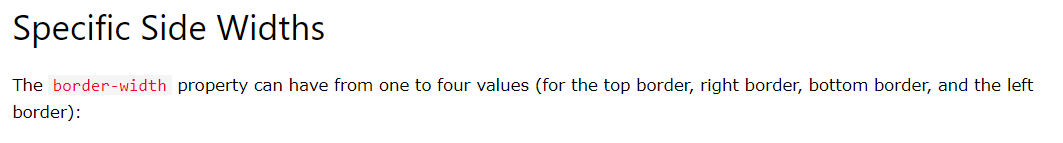 Specific Side Widths
The border-width property can have from one to four values (for the top border, right border, bottom border, and the left
border):